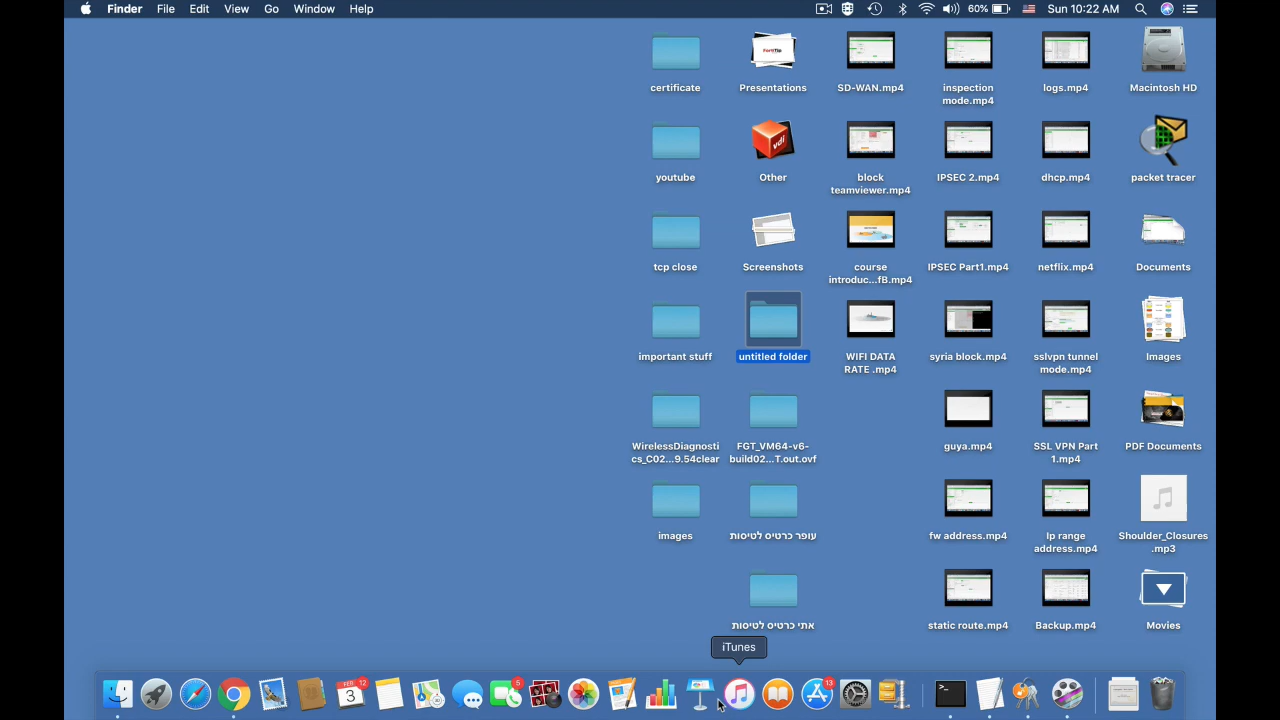 Finder File Edit View Go Window Help 60% Sun 10:22 AM
certificate
Presentations
SD-WAN.mp4
inspection
mode.mp4
logs.mp4
Macintosh HD
youtube
Other
block
teamviewer.mp4
IPSEC 2.mp4
dhcp.mp4
packet tracer
tcp close
Screenshots
course
introduc...fB.mp4
IPSEC Part1.mp4
netflix.mp4
Documents
important stuff
untitled folder
WIFI DATA
RATE .mp4
syria block.mp4
sslvpn tunnel
mode.mp4
Images
WirelessDiagnosti
cs_C02...9.54clear
FGT_VM64-v6-
build02...T.out.ovf
guya.mp4
SSL VPN Part
1.mp4
PDF Documents
images
עופר כרטיס לטיסות
fw address.mp4
Ip range
address.mp4
Shoulder_Closures
.mp3
אתי כרטיס לטיסות
static route.mp4
Backup.mp4
Movies
iTunes
FEB
3
12
5
13